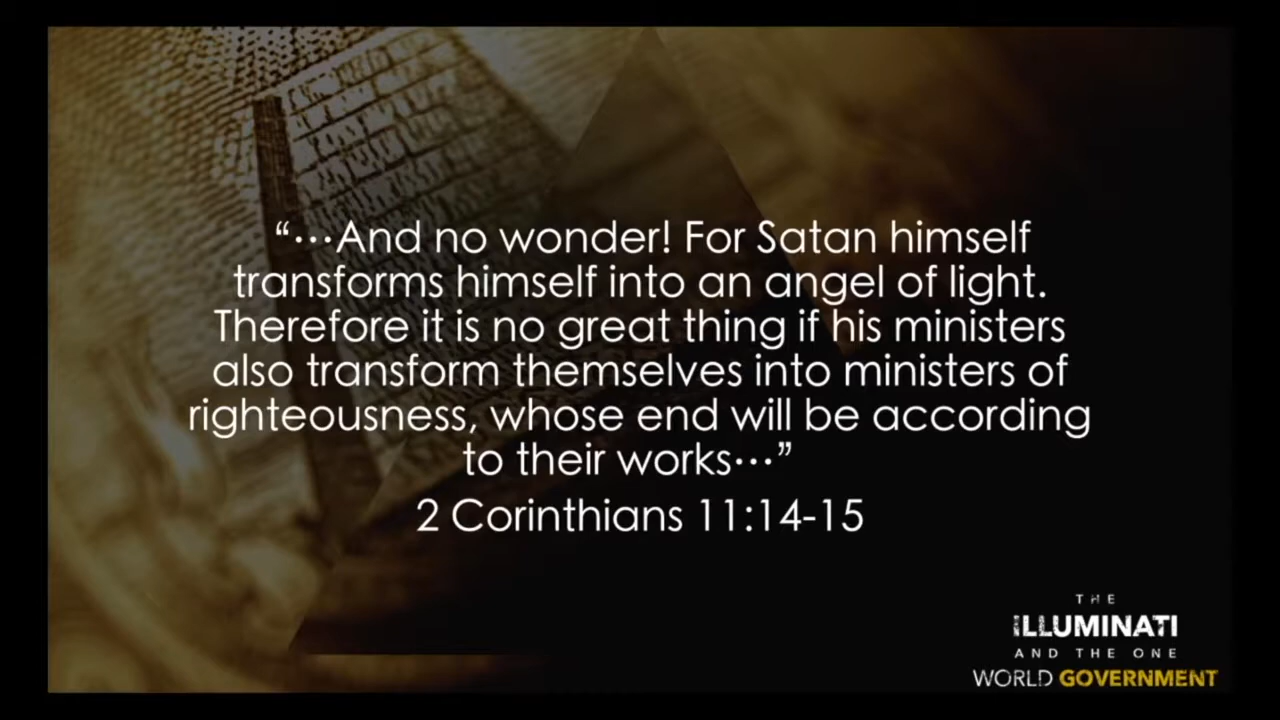 “…And no wonder! For Satan himself
transforms himself into an angel of light.
Therefore it is no great thing if his ministers
also transform themselves into ministers of
righteousness, whose end will be according
to their works…”
2 Corinthians 11:14-15
THE
ILLUMINATI
AND THE ONE
WORLD GOVERNMENT